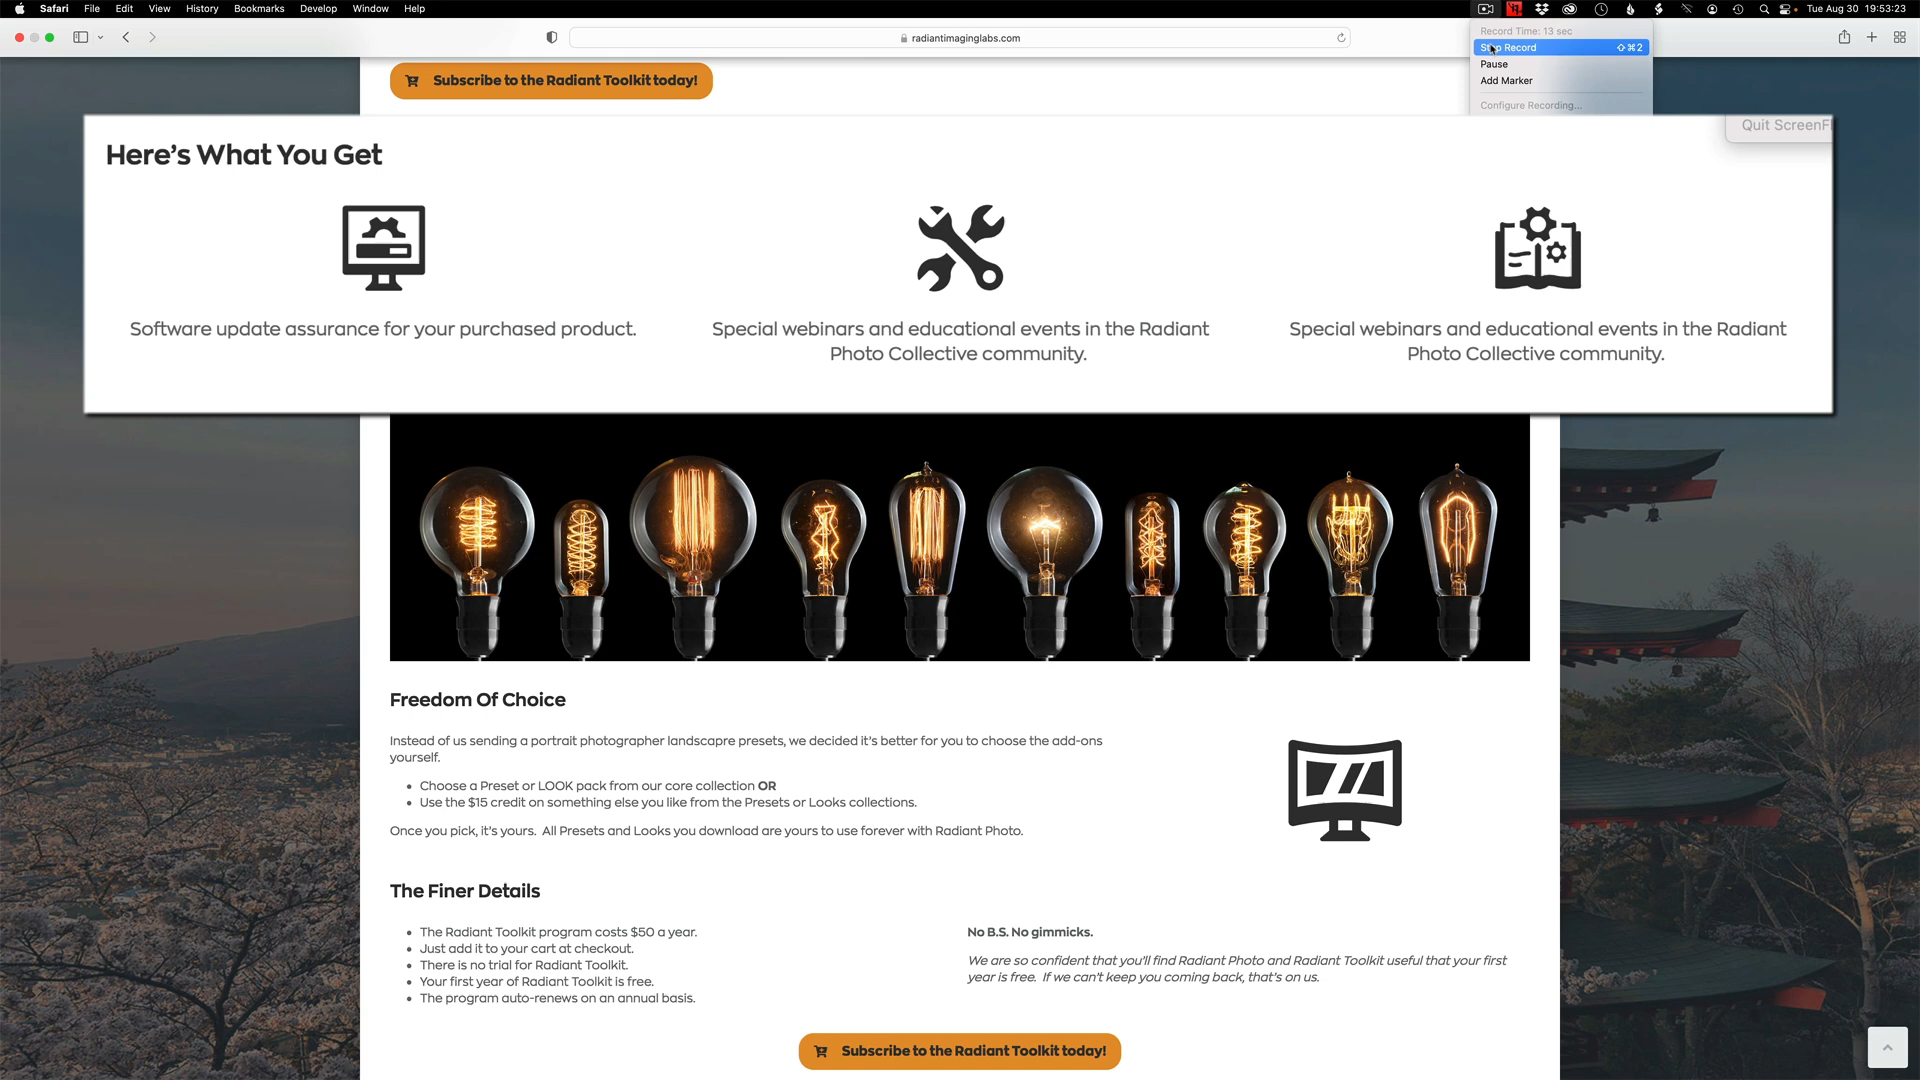 Safari File Edit View History Bookmarks Develop Window Help
Tue Aug 30 19:53:23
radiantimaginglabs.com
Record Time: 13 sec
Stop Record ⇧⌘2
Pause
Add Marker
Configure Recording...
Subscribe to the Radiant Toolkit today!
Quit ScreenFl
Here's What You Get
Software update assurance for your purchased product.
Special webinars and educational events in the Radiant
Photo Collective community.
Special webinars and educational events in the Radiant
Photo Collective community.
Freedom Of Choice
Instead of us sending a portrait photographer landscapre presets, we decided it's better for you to choose the add-ons
yourself.
• Choose a Preset or LOOK pack from our core collection OR
• Use the $15 credit on something else you like from the Presets or Looks collections.
Once you pick, it's yours. All Presets and Looks you download are yours to use forever with Radiant Photo.
The Finer Details
• The Radiant Toolkit program costs $50 a year.
• Just add it to your cart at checkout.
• There is no trial for Radiant Toolkit.
• Your first year of Radiant Toolkit is free.
• The program auto-renews on an annual basis.
No B.S. No gimmicks.
We are so confident that you'll find Radiant Photo and Radiant Toolkit useful that your first
year is free. If we can't keep you coming back, that's on us.
Subscribe to the Radiant Toolkit today!